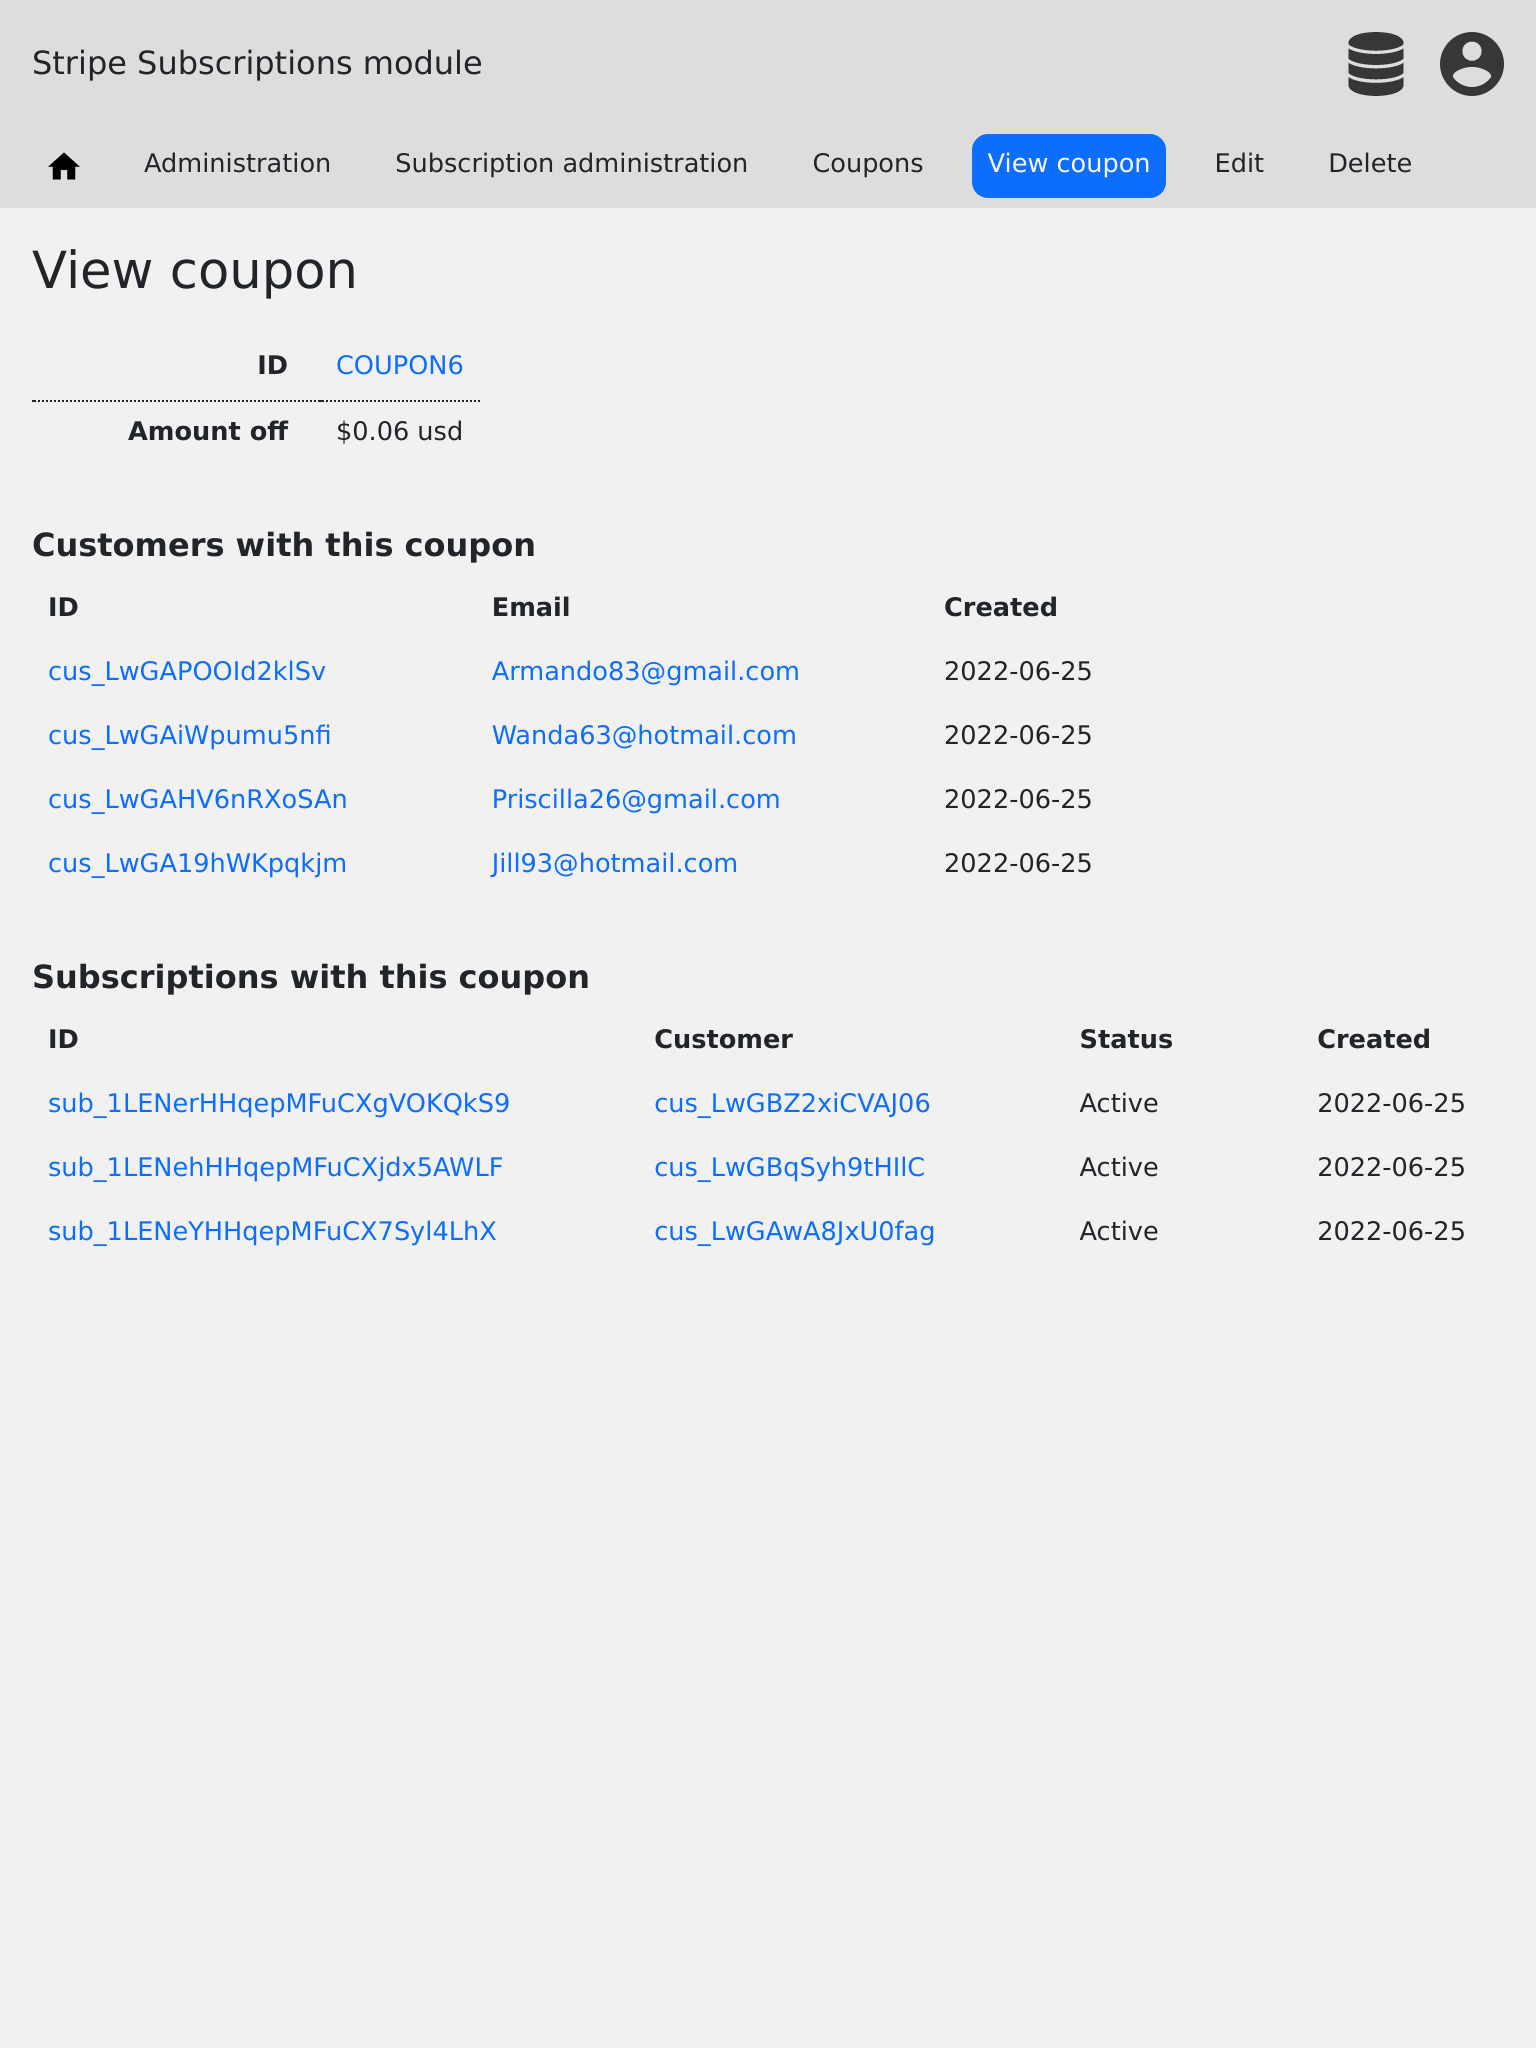 Stripe Subscriptions module
Administration Subscription administration Coupons View coupon Edit Delete
View coupon
ID COUPON6
Amount off $0.06 usd
Customers with this coupon
ID Email Created
cus_LwGAPOOId2klSv Armando83@gmail.com 2022-06-25
cus_LwGAiWpumu5nfi Wanda63@hotmail.com 2022-06-25
cus_LwGAHV6nRXoSAn Priscilla26@gmail.com 2022-06-25
cus_LwGA19hWKpqkjm Jill93@hotmail.com 2022-06-25
Subscriptions with this coupon
ID Customer Status Created
sub_1LENerHHqepMFuCXgVOKQkS9 cus_LwGBZ2xiCVAJ06 Active 2022-06-25
sub_1LENehHHqepMFuCXjdx5AWLF cus_LwGBqSyh9tHIlC Active 2022-06-25
sub_1LENeYHHqepMFuCX7Syl4LhX cus_LwGAwA8JxU0fag Active 2022-06-25